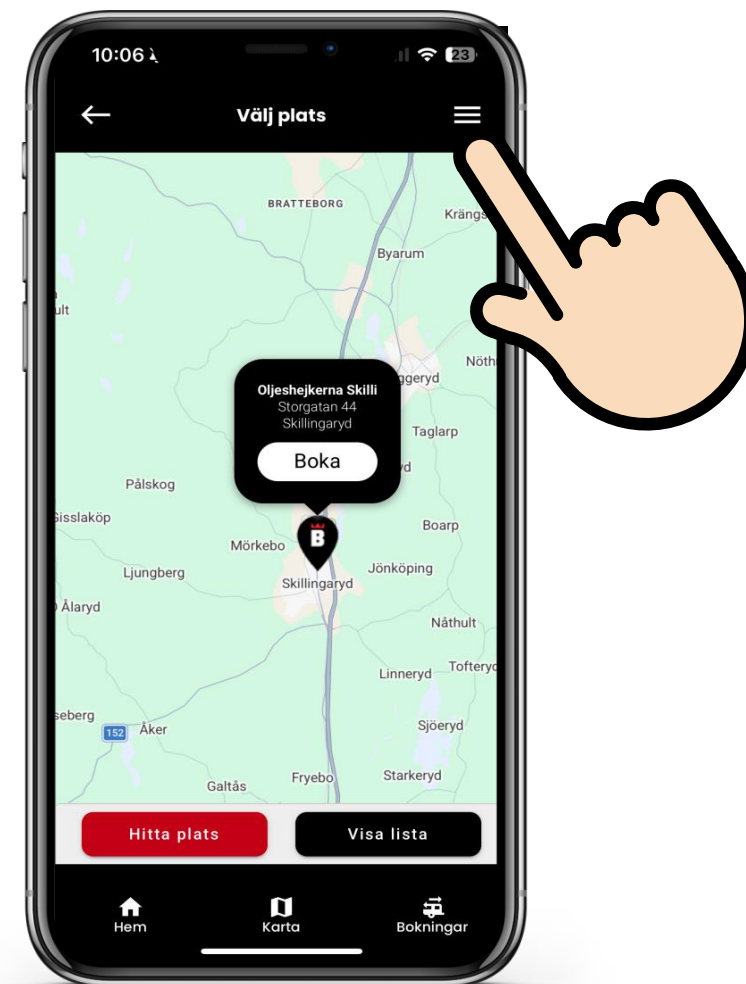 10:06
23
Välj plats
BRATTEBORG
Krängs
Byarum
ult
Nöth
ggeryd
Oljeshejkerna Skilli
Storgatan 44
Skillingaryd
Boka
Taglarp
yd
Pålskog
Gisslaköp
Boarp
Mörkebo
B
Ljungberg
Jönköping
Skillingaryd
Ålaryd
Nåthult
Linneryd
Tofteryd
seberg
152
Åker
Sjöeryd
Galtås
Fryebo
Starkeryd
Hitta plats
Visa lista
Hem
Karta
Bokningar